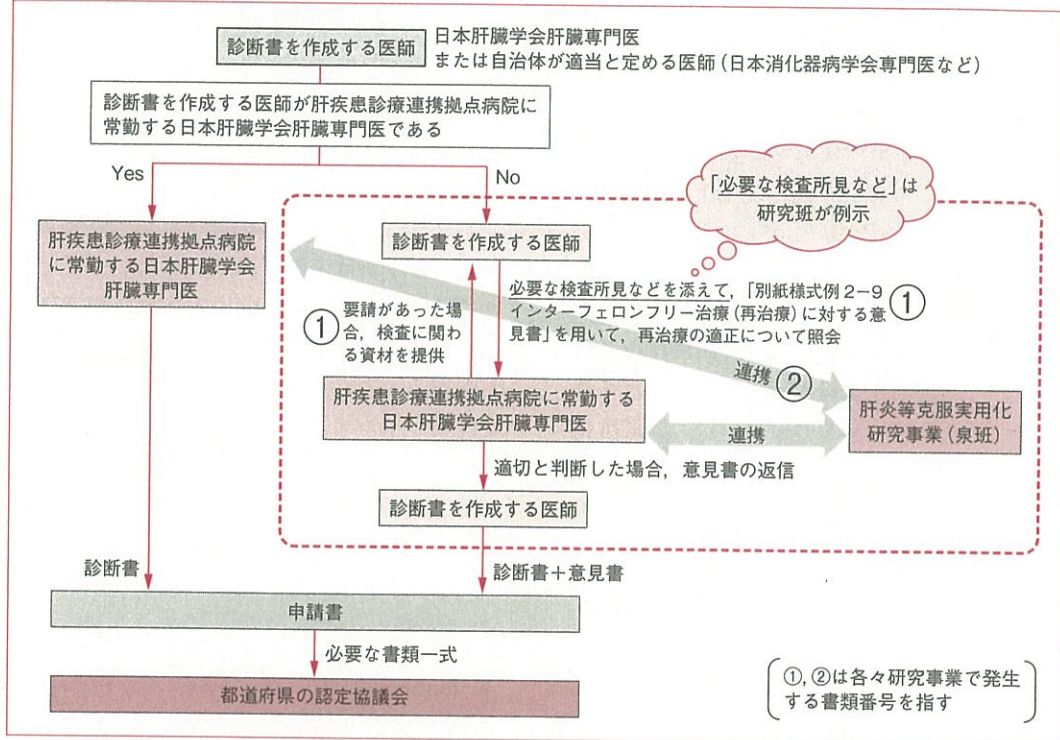 診断書を作成する医師
日本肝臓学会肝臓専門医
または自治体が適当と定める医師(日本消化器病学会専門医など)
診断書を作成する医師が肝疾患診療連携拠点病院に
常勤する日本肝臓学会肝臓専門医である
Yes
No
「必要な検査所見など」は
研究班が例示
肝疾患診療連携拠点病院
に常勤する日本肝臓学会
肝臓専門医
診断書を作成する医師
①
要請があった場
合,検査に関わ
る資材を提供
必要な検査所見などを添えて,「別紙様式例2-9
インターフェロンフリー治療(再治療)に対する意
見書」を用いて,再治療の適正について照会
①
連携
②
肝疾患診療連携拠点病院に常勤する
日本肝臓学会肝臓専門医
連携
肝炎等克服実用化
研究事業(泉班)
適切と判断した場合,意見書の返信
診断書を作成する医師
診断書
診断書+意見書
申請書
必要な書類一式
都道府県の認定協議会
①,②は各々研究事業で発生
する書類番号を指す